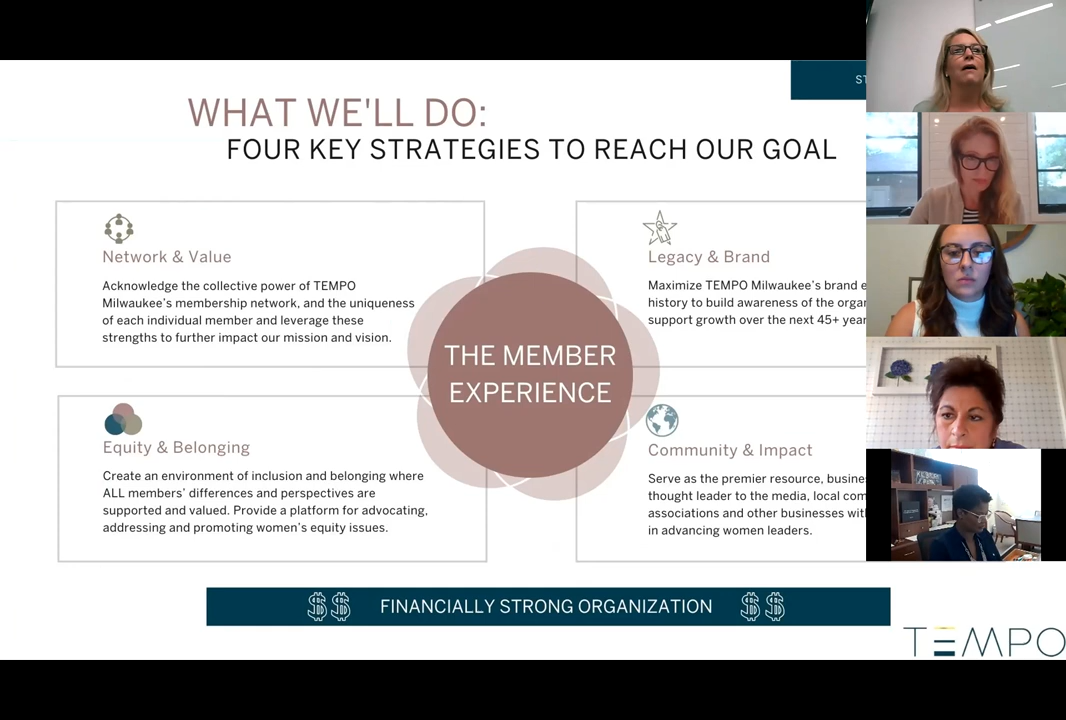 WHAT WE'LL DO:
FOUR KEY STRATEGIES TO REACH OUR GOAL
Network & Value
Acknowledge the collective power of TEMPO
Milwaukee's membership network, and the uniqueness
of each individual member and leverage these
strengths to further impact our mission and vision.
Legacy & Brand
Maximize TEMPO Milwaukee's brand
history to build awareness of the
support growth over the next 45+
THE MEMBER
EXPERIENCE
Equity & Belonging
Create an environment of inclusion and belonging where
ALL members' differences and perspectives are
supported and valued. Provide a platform for advocating,
addressing and promoting women's equity issues.
Community & Impact
Serve as the premier resource,
thought leader to the media, local
associations and other businesses
in advancing women leaders.
$$ FINANCIALLY STRONG ORGANIZATION $$
TEMPO